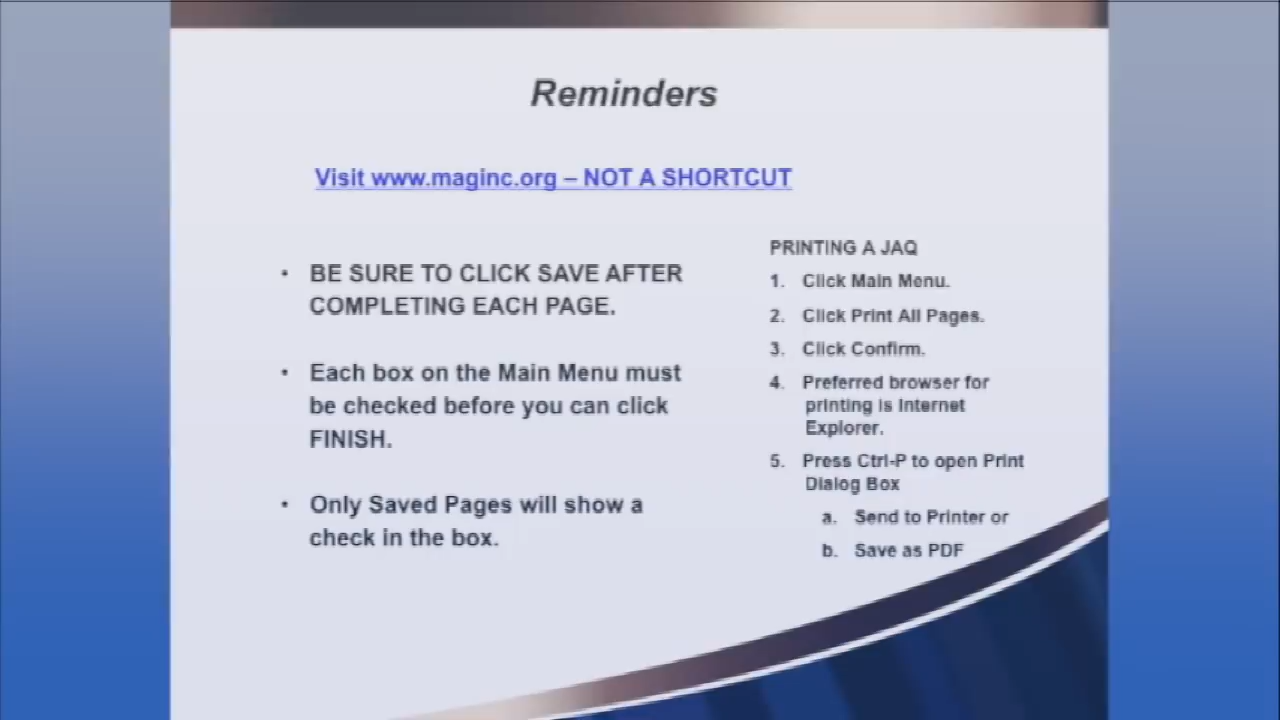 Reminders
Visit www.maginc.org – NOT A SHORTCUT
• BE SURE TO CLICK SAVE AFTER
COMPLETING EACH PAGE.
• Each box on the Main Menu must
be checked before you can click
FINISH.
• Only Saved Pages will show a
check in the box.
PRINTING A JAQ
1. Click Main Menu.
2. Click Print All Pages.
3. Click Confirm.
4. Preferred browser for
printing is Internet
Explorer.
5. Press Ctrl-P to open Print
Dialog Box
a. Send to Printer or
b. Save as PDF